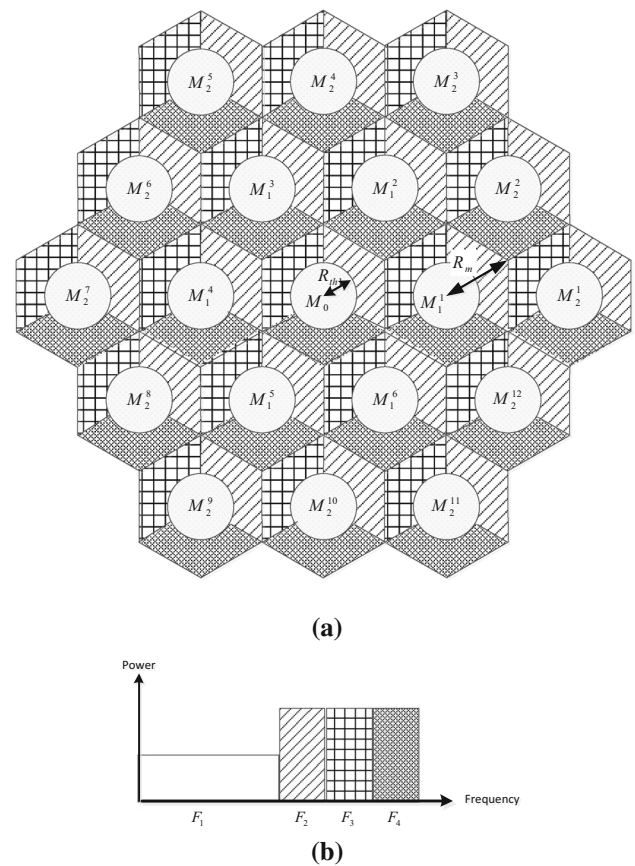 M_2^5 M_2^4 M_2^3
M_2^6 M_1^3 M_1^2 M_2^2
M_2^7 M_1^4 R_th M_0 M_1^1 R_m M_2^1
M_2^8 M_1^5 M_1^6 M_2^12
M_2^9 M_2^10 M_2^11
(a)
Power
Frequency
F_1 F_2 F_3 F_4
(b)